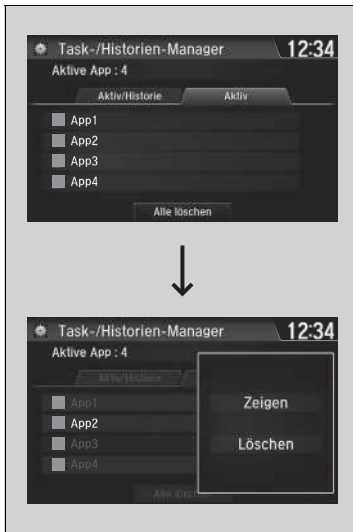 Task-/Historien-Manager 12:34
Aktive App : 4
Aktiv/Historie Aktiv
App1
App2
App3
App4
Alle löschen
Task-/Historien-Manager 12:34
Aktive App : 4
Aktiv/Historie
App1
Zeigen
App2
App3
Löschen
App4